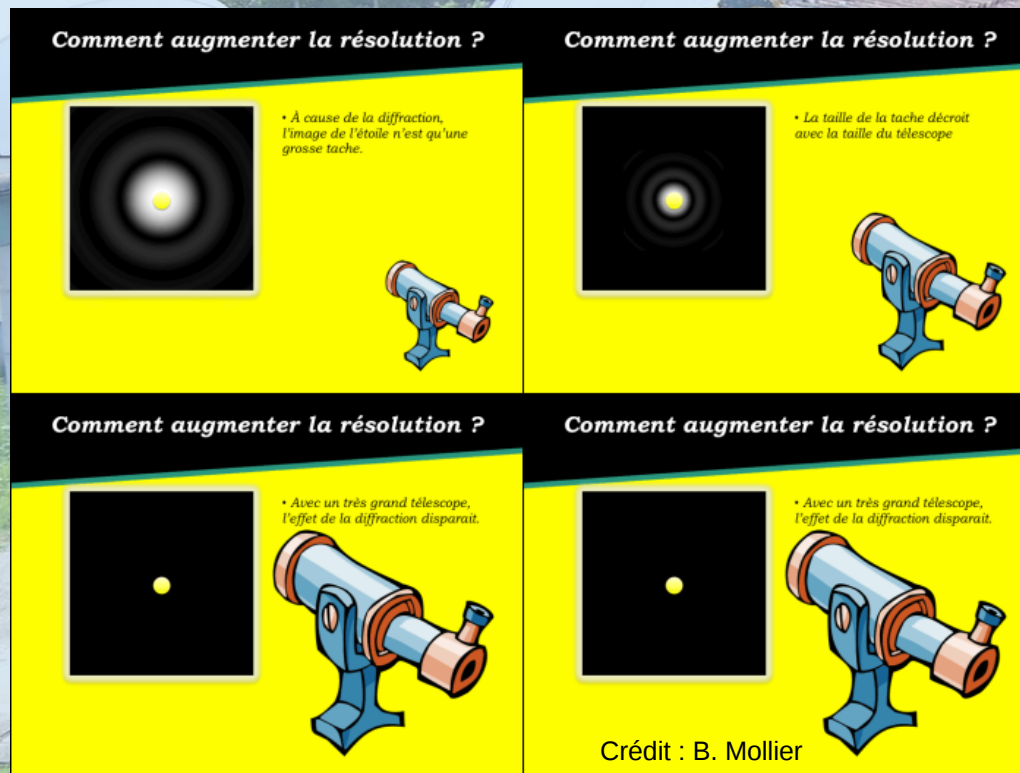 Comment augmenter la résolution ?
• À cause de la diffraction,
l'image de l'étoile n'est qu'une
grosse tache.
Comment augmenter la résolution ?
• La taille de la tache décroit
avec la taille du télescope
Comment augmenter la résolution ?
• Avec un très grand télescope,
l'effet de la diffraction disparait.
Comment augmenter la résolution ?
• Avec un très grand télescope,
l'effet de la diffraction disparait.
Crédit : B. Mollier